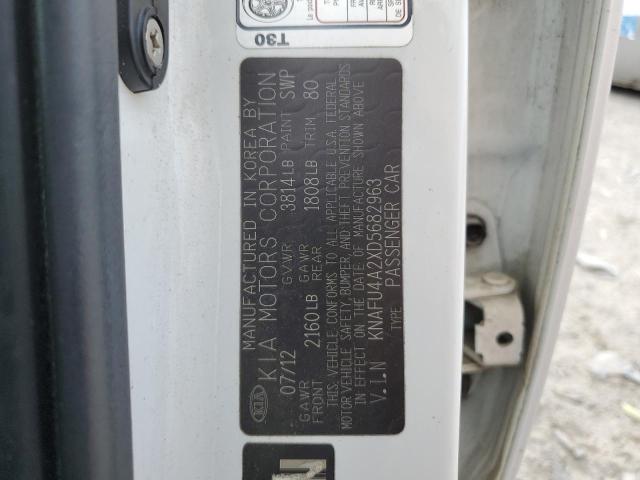 MANUFACTURED IN KOREA BY
KIA MOTORS CORPORATION
07/12 GVWR 3814LB PAINT SWP
GAWR FRONT 2160LB GAWR REAR 1808LB TRIM 80
THIS VEHICLE CONFORMS TO ALL APPLICABLE U.S.A. FEDERAL
MOTOR VEHICLE SAFETY, BUMPER, AND THEFT PREVENTION STANDARDS
IN EFFECT ON THE DATE OF MANUFACTURE SHOWN ABOVE
V.I.N KNAFU4A2XD5682963
TYPE PASSENGER CAR
KIA
T30